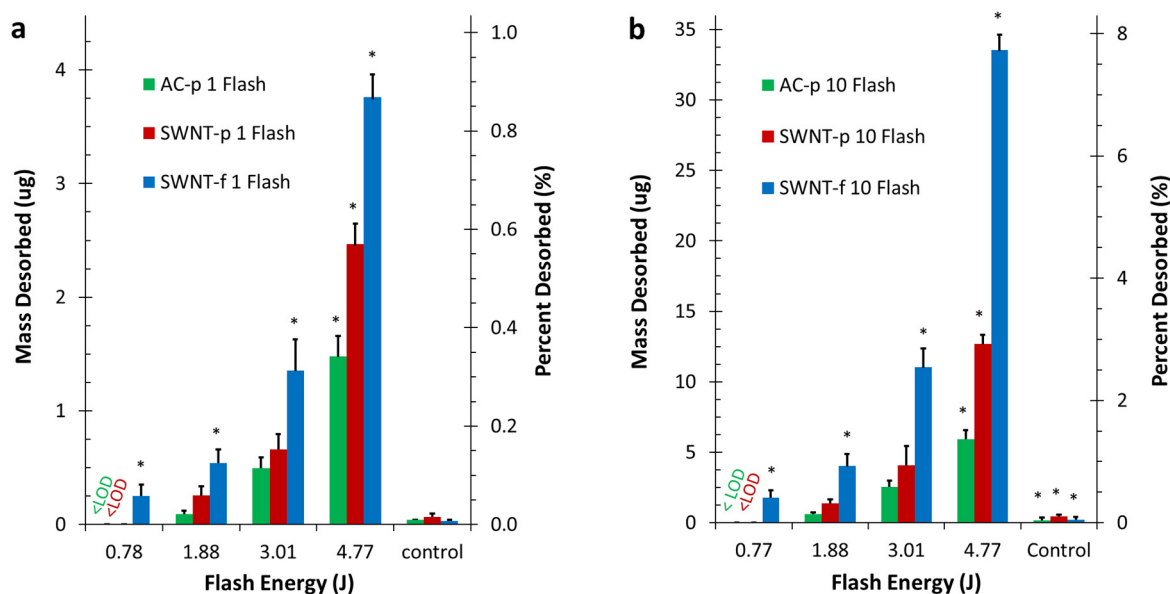 a
Mass Desorbed (ug)
4
3
2
1
0
AC-p 1 Flash
SWNT-p 1 Flash
SWNT-f 1 Flash
<LOD
<LOD
*
*
*
*
*
*
1.0
0.8
0.6
0.4
0.2
0.0
Percent Desorbed (%)
0.78 1.88 3.01 4.77 control
Flash Energy (J)
b
Mass Desorbed (ug)
35
30
25
20
15
10
5
0
AC-p 10 Flash
SWNT-p 10 Flash
SWNT-f 10 Flash
<LOD
<LOD
*
*
*
*
*
*
* * *
8
6
4
2
0
Percent Desorbed (%)
0.77 1.88 3.01 4.77 Control
Flash Energy (J)